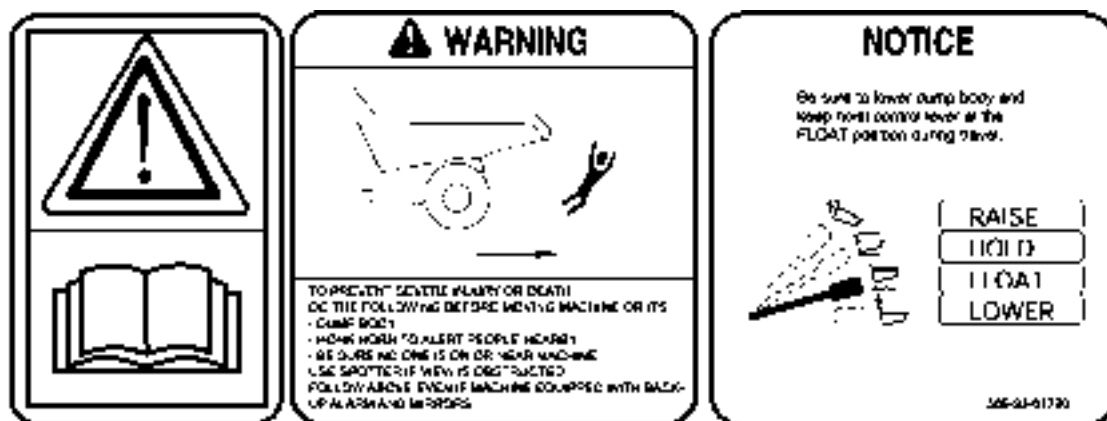 WARNING
TO PREVENT SEVERE INJURY OR DEATH
DO THE FOLLOWING BEFORE MOVING MACHINE OR ITS
- DUMP BODY
- HONK HORN TO ALERT PEOPLE NEARBY
- BE SURE NO ONE IS ON OR NEAR MACHINE
USE SPOTTER IF VIEW IS OBSTRUCTED
FOLLOW ABOVE EVEN IF MACHINE EQUIPPED WITH BACK-
UP ALARM AND MIRRORS
NOTICE
Be sure to lower dump body and
keep hoist control lever at the
FLOAT position during travel.
RAISE
HOLD
FLOAT
LOWER